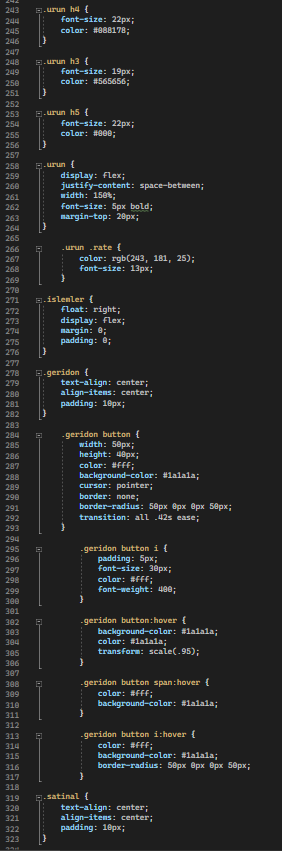 242
243 .urun h4 {
244 font-size: 22px;
245 color: #088178;
246 }
247
248 .urun h3 {
249 font-size: 19px;
250 color: #565656;
251 }
252
253 .urun h5 {
254 font-size: 22px;
255 color: #000;
256 }
257
258 .urun {
259 display: flex;
260 justify-content: space-between;
261 width: 150%;
262 font-size: 5px bold;
263 margin-top: 20px;
264 }
265
266 .urun .rate {
267 color: rgb(243, 181, 25);
268 font-size: 13px;
269 }
270
271 .islemler {
272 float: right;
273 display: flex;
274 margin: 0;
275 padding: 0;
276 }
277
278 .geridon {
279 text-align: center;
280 align-items: center;
281 padding: 10px;
282 }
283
284 .geridon button {
285 width: 50px;
286 height: 40px;
287 color: #fff;
288 background-color: #1a1a1a;
289 cursor: pointer;
290 border: none;
291 border-radius: 50px 0px 0px 50px;
292 transition: all .42s ease;
293 }
294
295 .geridon button i {
296 padding: 5px;
297 font-size: 30px;
298 color: #fff;
299 font-weight: 400;
300 }
301
302 .geridon button:hover {
303 background-color: #1a1a1a;
304 color: #1a1a1a;
305 transform: scale(.95);
306 }
307
308 .geridon button span:hover {
309 color: #fff;
310 background-color: #1a1a1a;
311 }
312
313 .geridon button i:hover {
314 color: #fff;
315 background-color: #1a1a1a;
316 border-radius: 50px 0px 0px 50px;
317 }
318
319 .satinal {
320 text-align: center;
321 align-items: center;
322 padding: 10px;
323 }